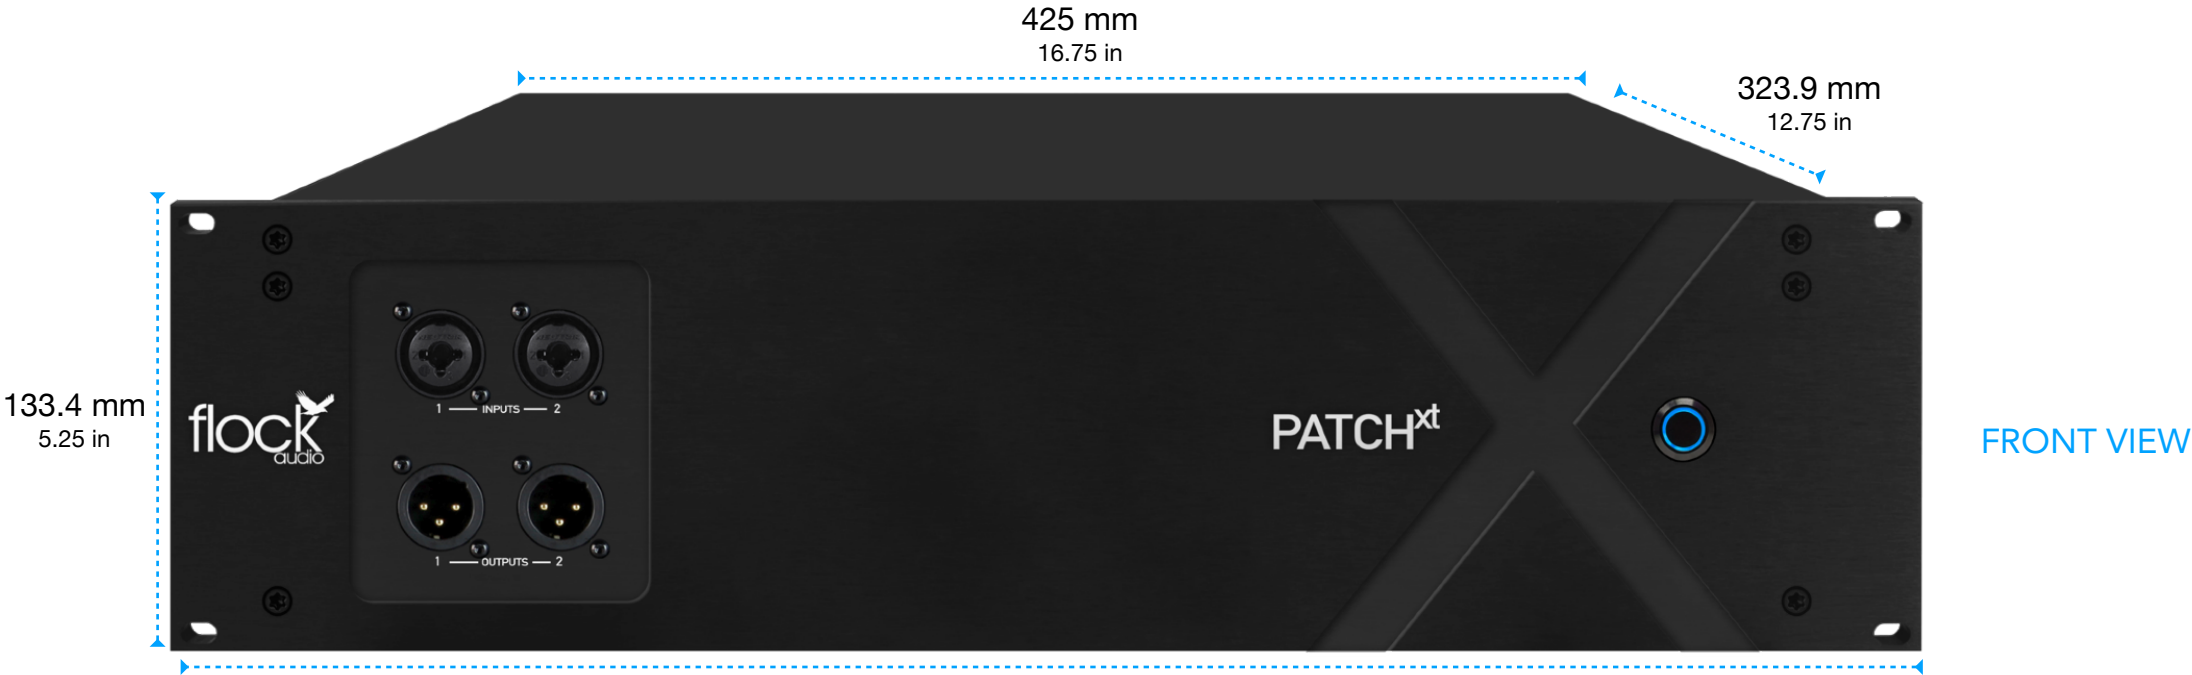 425 mm
16.75 in
323.9 mm
12.75 in
133.4 mm
5.25 in
flock
audio
1 INPUTS 2
1 OUTPUTS 2
PATCHxt
FRONT VIEW